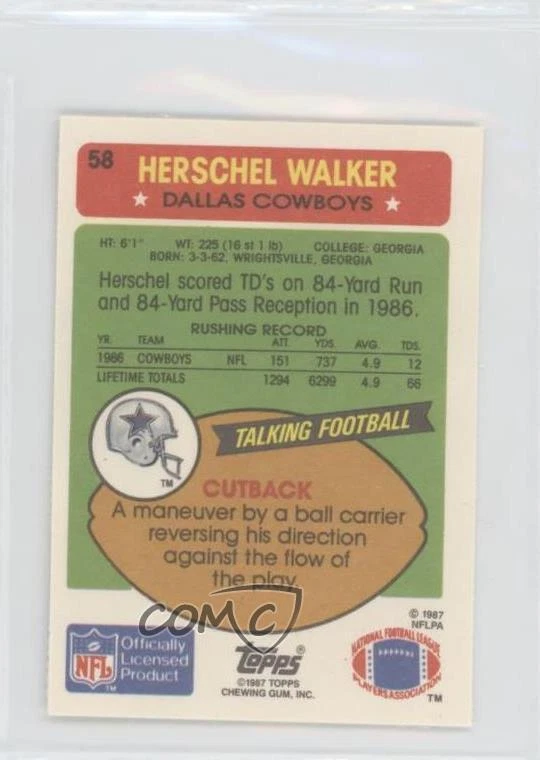 58 HERSCHEL WALKER
DALLAS COWBOYS
HT: 6'1" WT: 225 (16 st 1 lb) COLLEGE: GEORGIA
BORN: 3-3-62, WRIGHTSVILLE, GEORGIA
Herschel scored TD's on 84-Yard Run
and 84-Yard Pass Reception in 1986.
RUSHING RECORD
YR. TEAM ATT. YDS. AVG. TDS.
1986 COWBOYS NFL 151 737 4.9 12
LIFETIME TOTALS 1294 6299 4.9 66
TALKING FOOTBALL
TM
CUTBACK
A maneuver by a ball carrier
reversing his direction
against the flow of
the play.
COMC
© 1987
NFLPA
NFL
TM
Officially
Licensed
Product
Topps
©1987 TOPPS
CHEWING GUM, INC.
NATIONAL FOOTBALL LEAGUE
PLAYERS ASSOCIATION
TM